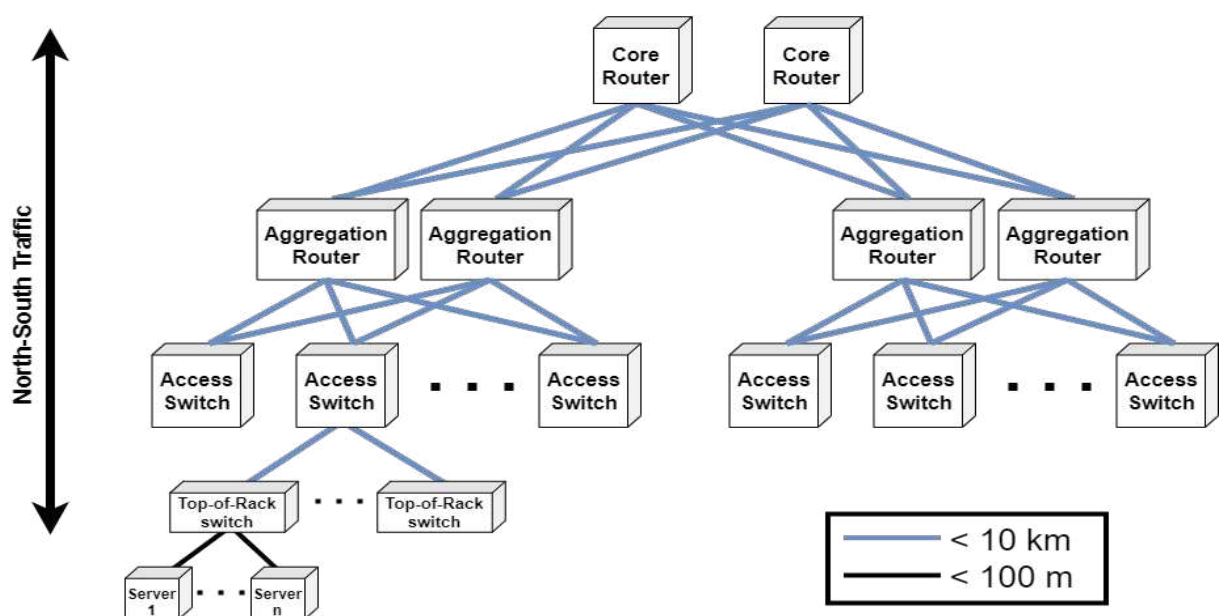 Core
Router
Core
Router
North-South Traffic
Aggregation
Router
Aggregation
Router
Aggregation
Router
Aggregation
Router
Access
Switch
Access
Switch
Access
Switch
Access
Switch
Access
Switch
Access
Switch
Top-of-Rack
switch
Top-of-Rack
switch
Server
1
Server
n
< 10 km
< 100 m